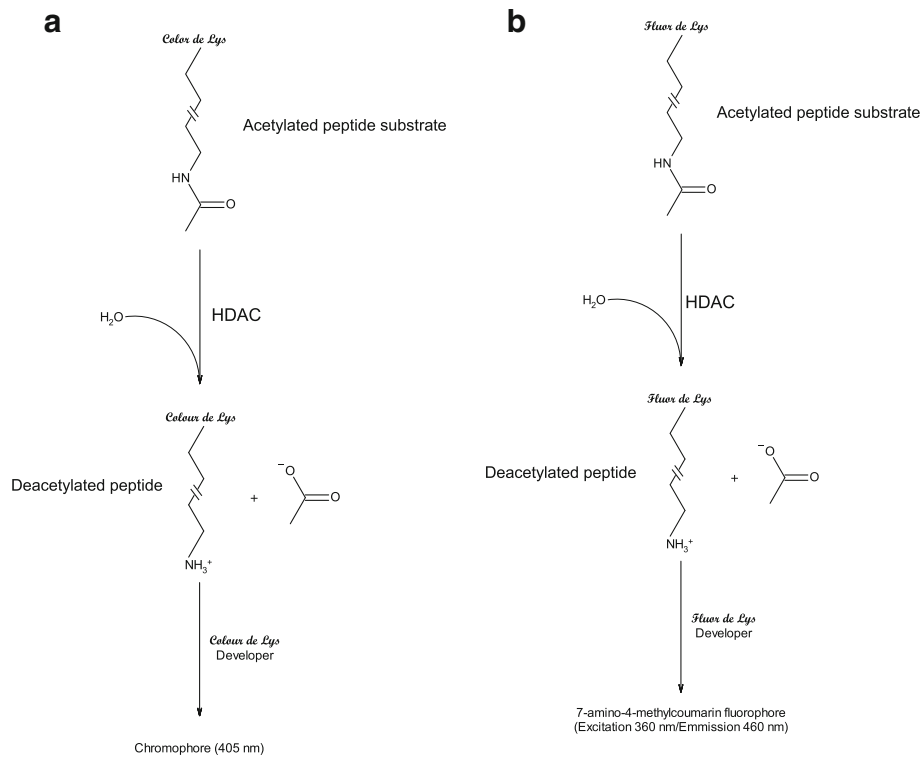 a
Color de Lys
Acetylated peptide substrate
HN
O
H2O
HDAC
Colour de Lys
Deacetylated peptide
+
−O
O
NH3+
Colour de Lys
Developer
Chromophore (405 nm)
b
Fluor de Lys
Acetylated peptide substrate
HN
O
H2O
HDAC
Fluor de Lys
Deacetylated peptide
+
−O
O
NH3+
Fluor de Lys
Developer
7-amino-4-methylcoumarin fluorophore
(Excitation 360 nm/Emmission 460 nm)